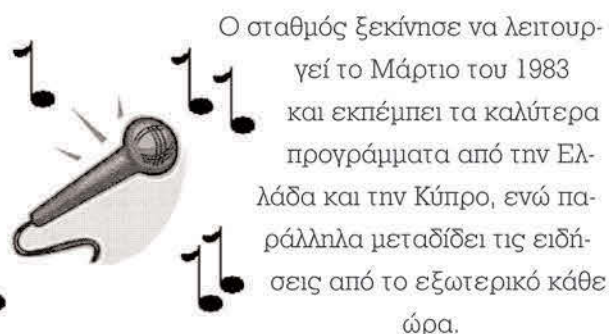 Ο σταθμός ξεκίνησε να λειτουρ-
γεί το Μάρτιο του 1983
και εκπέμπει τα καλύτερα
προγράμματα από την Ελ-
λάδα και την Κύπρο, ενώ πα-
ράλληλα μεταδίδει τις ειδή-
σεις από το εξωτερικό κάθε
ώρα.